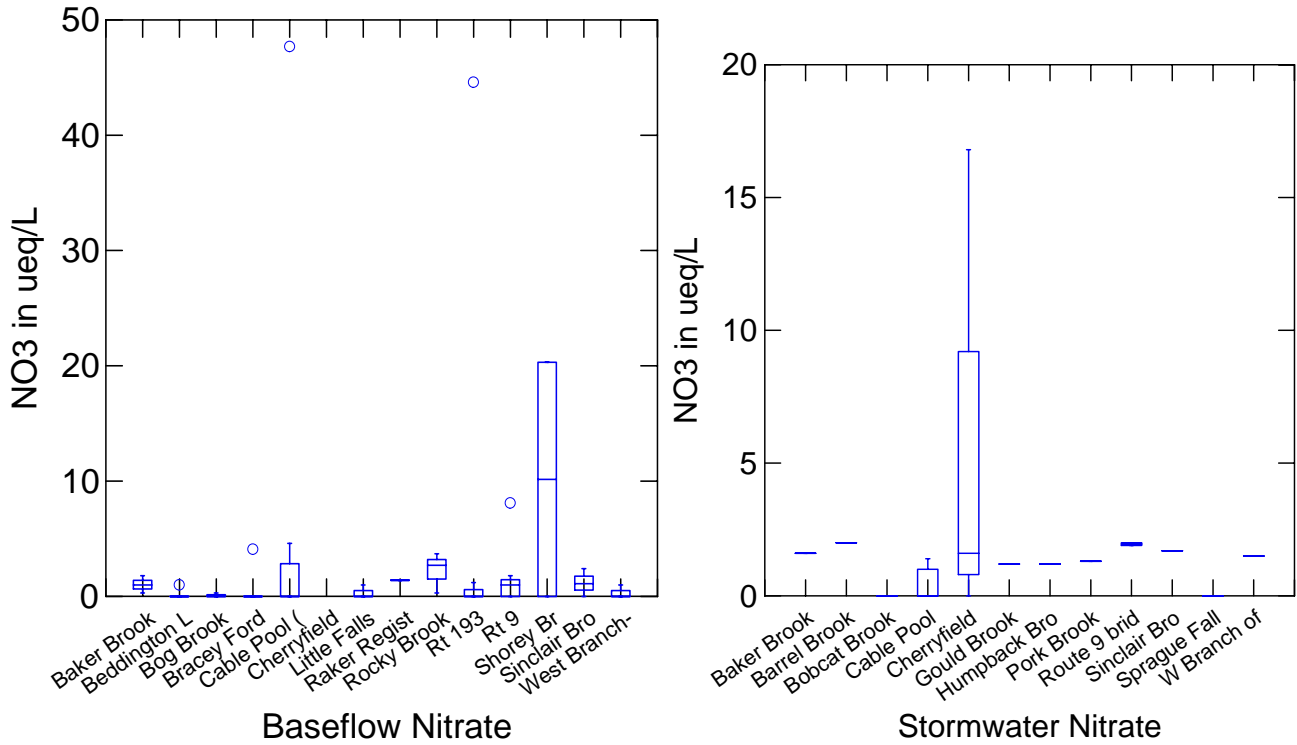 50
40
30
20
10
0
NO3 in ueq/L
Baker Brook
Beddington L
Bog Brook
Bracey Ford
Cable Pool (
Cherryfield
Little Falls
Raker Regist
Rocky Brook
Rt 193
Rt 9
Shorey Br
Sinclair Bro
West Branch-
Baseflow Nitrate
20
15
10
5
0
NO3 in ueq/L
Baker Brook
Barrel Brook
Bobcat Brook
Cable Pool
Cherryfield
Gould Brook
Humpback Bro
Pork Brook
Route 9 brid
Sinclair Bro
Sprague Fall
W Branch of
Stormwater Nitrate